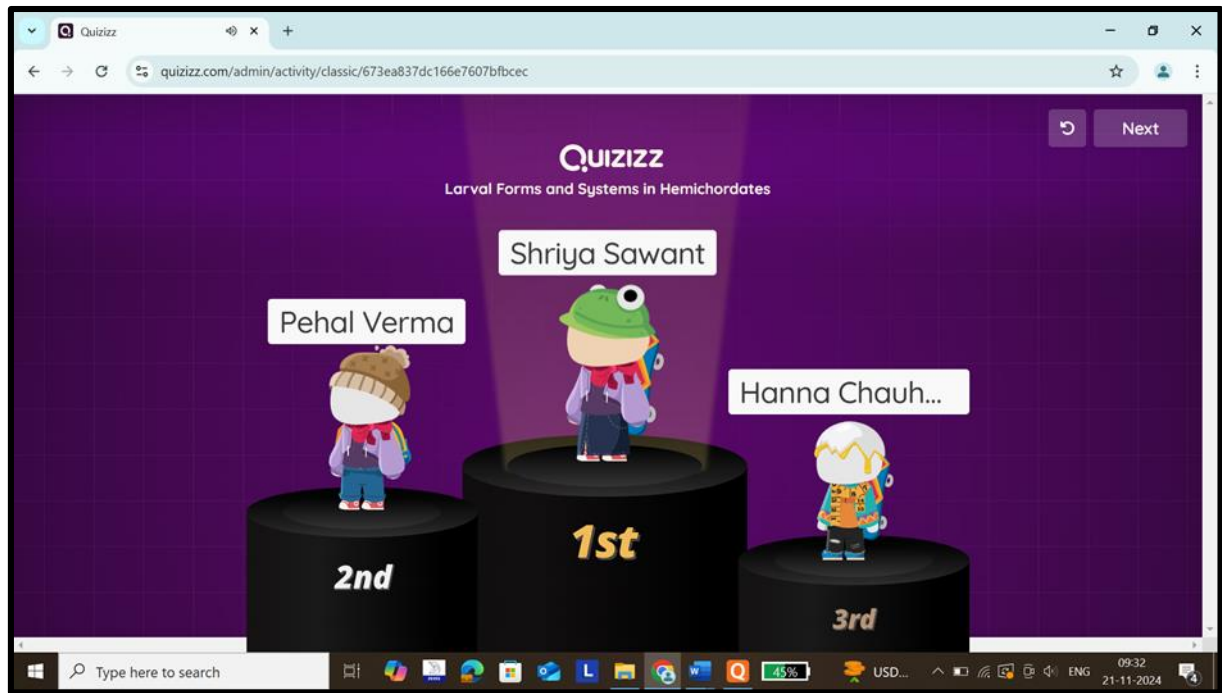 Quizizz
quizizz.com/admin/activity/classic/673ea837dc166e7607bfbcec
Next
QUIZIZZ
Larval Forms and Systems in Hemichordates
Shriya Sawant
Pehal Verma
Hanna Chauh...
1st
2nd
3rd
Type here to search
L
W
Q
45%
USD...
ENG
09:32
21-11-2024
4